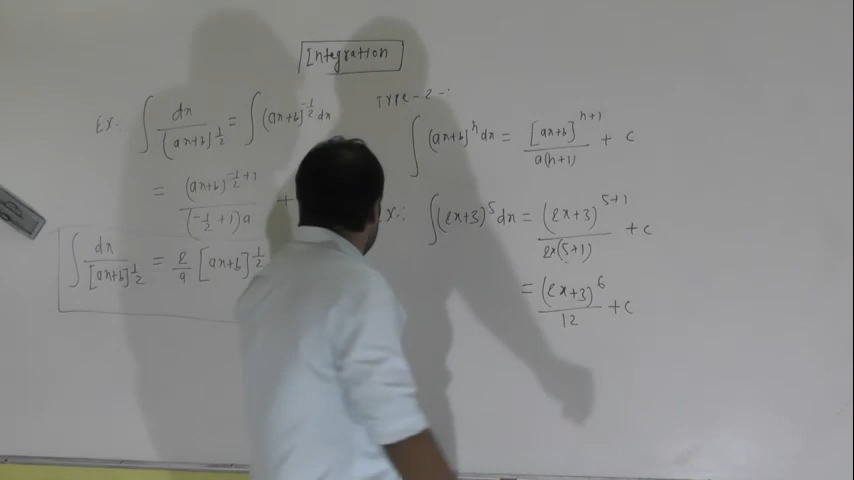 Integration
Ex. ∫ dx/(ax+b)^1/2 = ∫ (ax+b)^-1/2 dx
= (ax+b)^-1/2+1 / (-1/2+1)a +
∫ dx/[ax+b]^1/2 = 2/a [ax+b]^1/2
TYPE-2-:
∫ (ax+b)^n dx = [ax+b]^n+1 / a(n+1) + c
Ex.: ∫ (2x+3)^5 dx = (2x+3)^5+1 / 2x(5+1) + c
= (2x+3)^6 / 12 + c